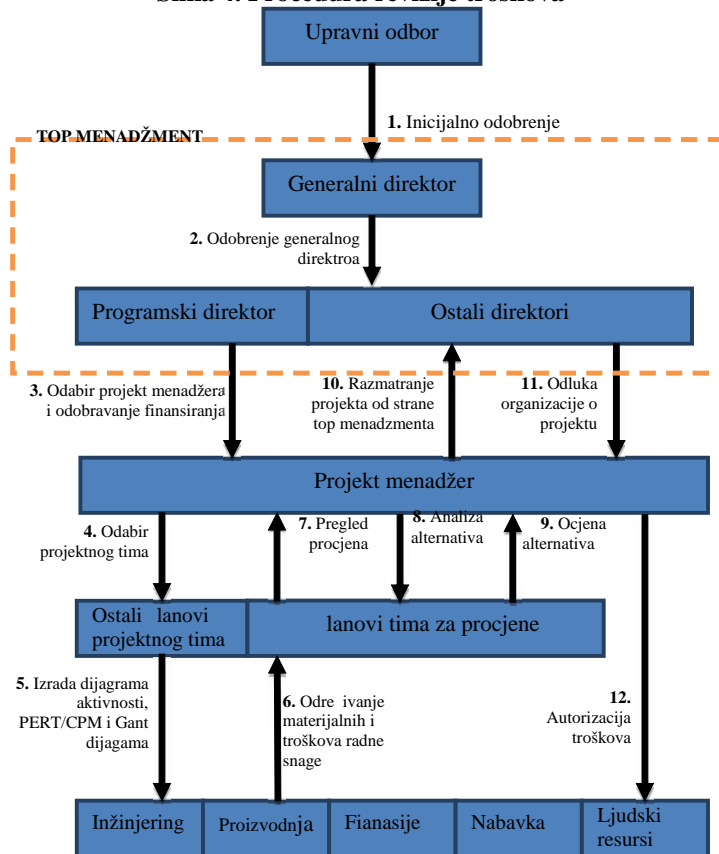 Slika 4. Procedura revizije troškova
Upravni odbor
1. Inicijalno odobrenje
TOP MENADŽMENT
Generalni direktor
2. Odobrenje generalnog
direktroa
Programski direktor
Ostali direktori
3. Odabir projekt menadžera
i odobravanje finansiranja
10. Razmatranje
projekta od strane
top menadzmenta
11. Odluka
organizacije o
projektu
Projekt menadžer
4. Odabir
projektnog tima
7. Pregled
procjena
8. Analiza
alternativa
9. Ocjena
alternativa
Ostali lanovi
projektnog tima
lanovi tima za procjene
5. Izrada dijagrama
aktivnosti,
PERT/CPM i Gant
dijagama
6. Odre ivanje
materijalnih i
troškova radne
snage
12.
Autorizacija
troškova
Inžinjering
Proizvodnja
Fianasije
Nabavka
Ljudski
resursi